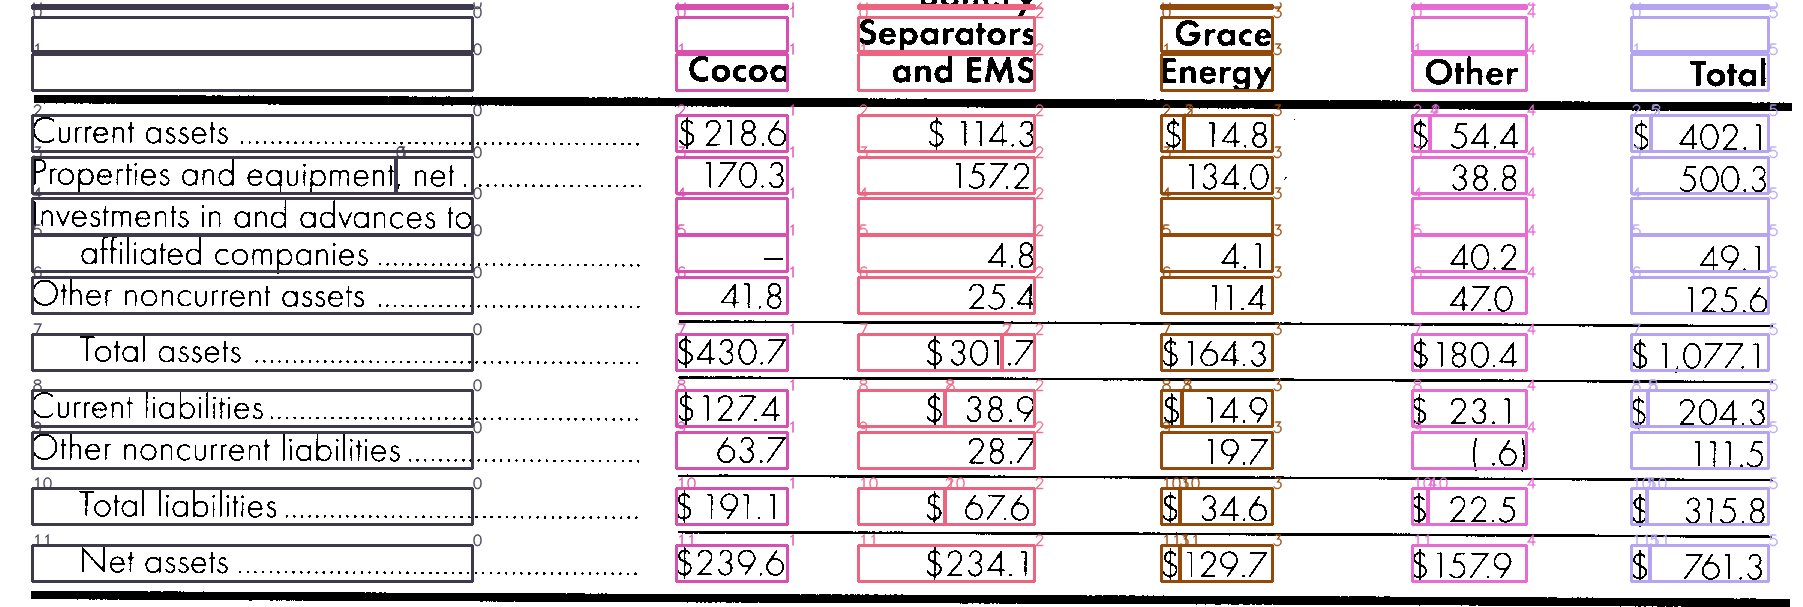 Separators Grace
Cocoa and EMS Energy Other Total
Current assets $ 218.6 $ 114.3 $ 14.8 $ 54.4 $ 402.1
Properties and equipment, net 170.3 157.2 134.0 38.8 500.3
Investments in and advances to
affiliated companies — 4.8 4.1 40.2 49.1
Other noncurrent assets 41.8 25.4 11.4 47.0 125.6
Total assets $430.7 $301.7 $164.3 $180.4 $1,077.1
Current liabilities $127.4 $ 38.9 $ 14.9 $ 23.1 $ 204.3
Other noncurrent liabilities 63.7 28.7 19.7 (.6) 111.5
Total liabilities $ 191.1 $ 67.6 $ 34.6 $ 22.5 $ 315.8
Net assets $239.6 $234.1 $129.7 $157.9 $ 761.3